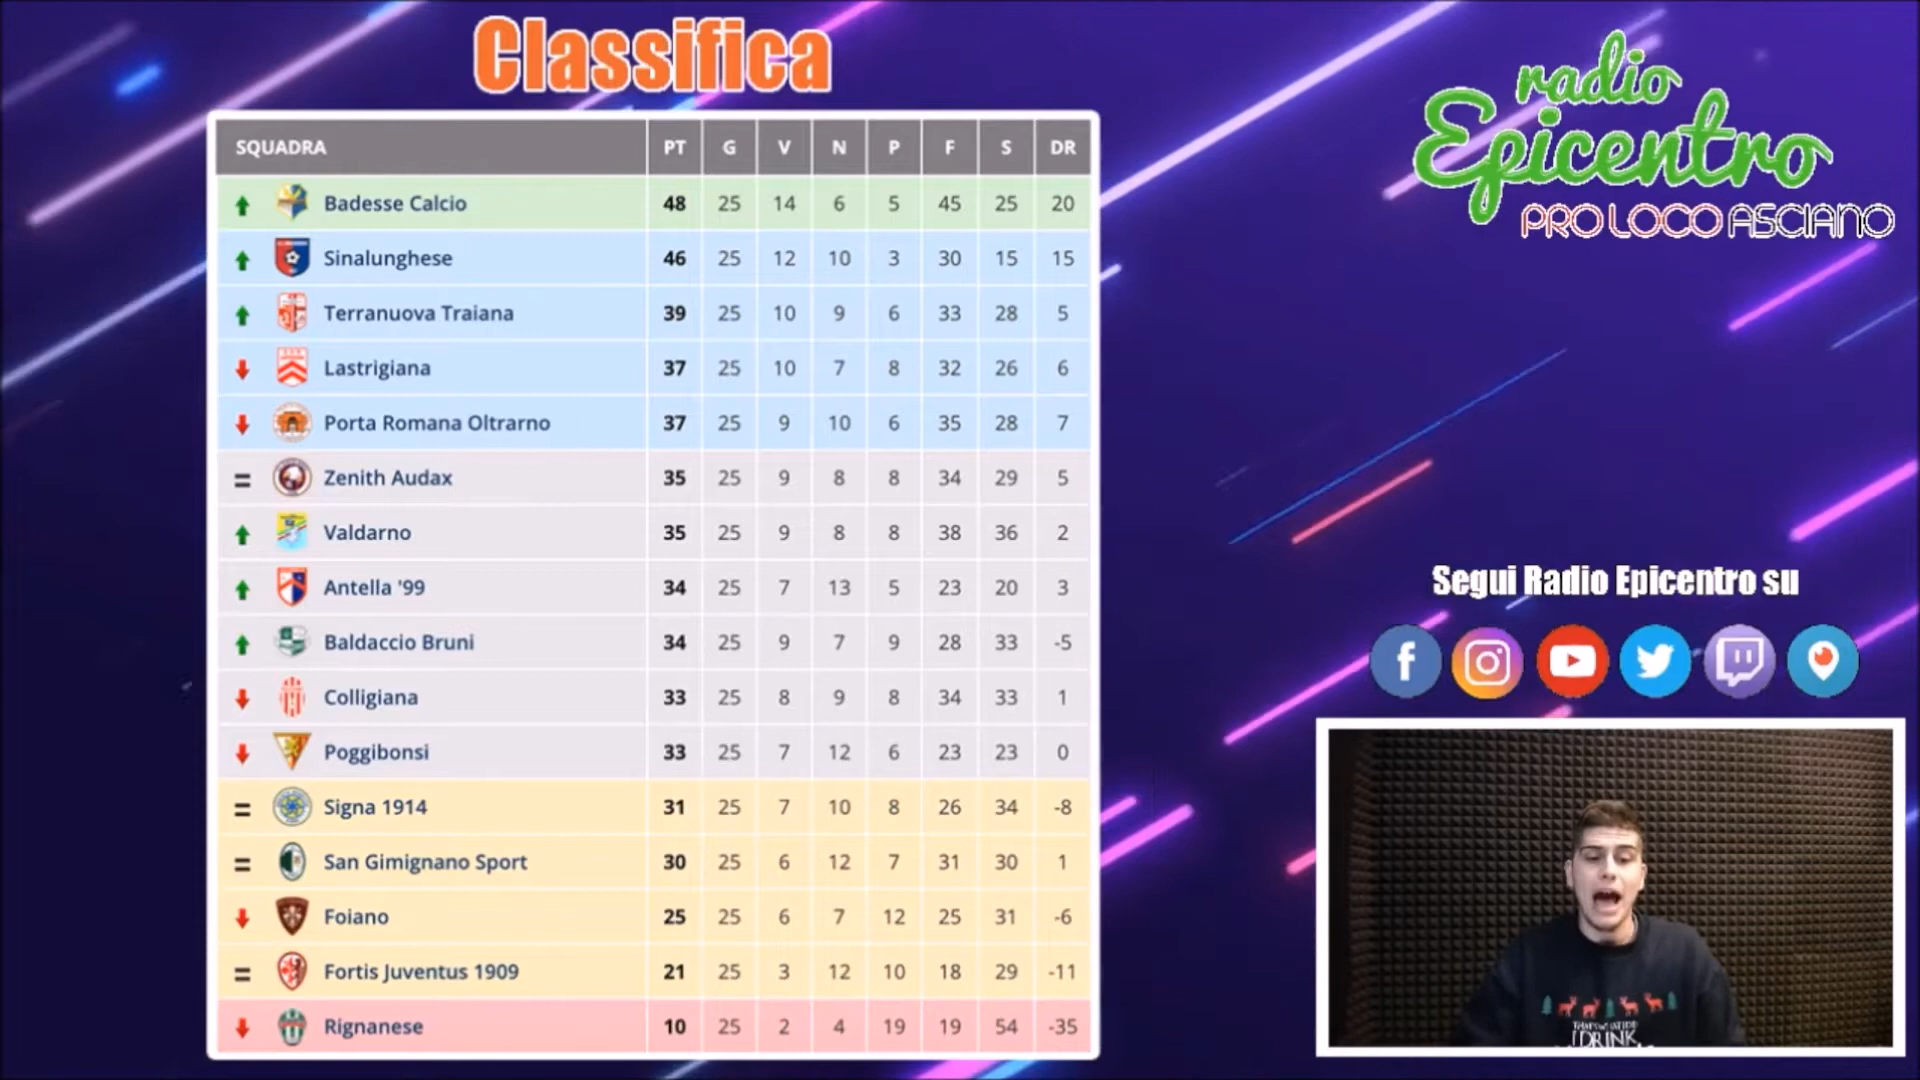 Classifica
SQUADRA PT G V N P F S DR
Badesse Calcio 48 25 14 6 5 45 25 20
Sinalunghese 46 25 12 10 3 30 15 15
Terranuova Traiana 39 25 10 9 6 33 28 5
Lastrigiana 37 25 10 7 8 32 26 6
Porta Romana Oltrarno 37 25 9 10 6 35 28 7
= Zenith Audax 35 25 9 8 8 34 29 5
Valdarno 35 25 9 8 8 38 36 2
Antella '99 34 25 7 13 5 23 20 3
Baldaccio Bruni 34 25 9 7 9 28 33 -5
Colligiana 33 25 8 9 8 34 33 1
Poggibonsi 33 25 7 12 6 23 23 0
= Signa 1914 31 25 7 10 8 26 34 -8
= San Gimignano Sport 30 25 6 12 7 31 30 1
Foiano 25 25 6 7 12 25 31 -6
= Fortis Juventus 1909 21 25 3 12 10 18 29 -11
Rignanese 10 25 2 4 19 19 54 -35
radio
Epicentro
PRO LOCO ASCIANO
Segui Radio Epicentro su
f
DRINK